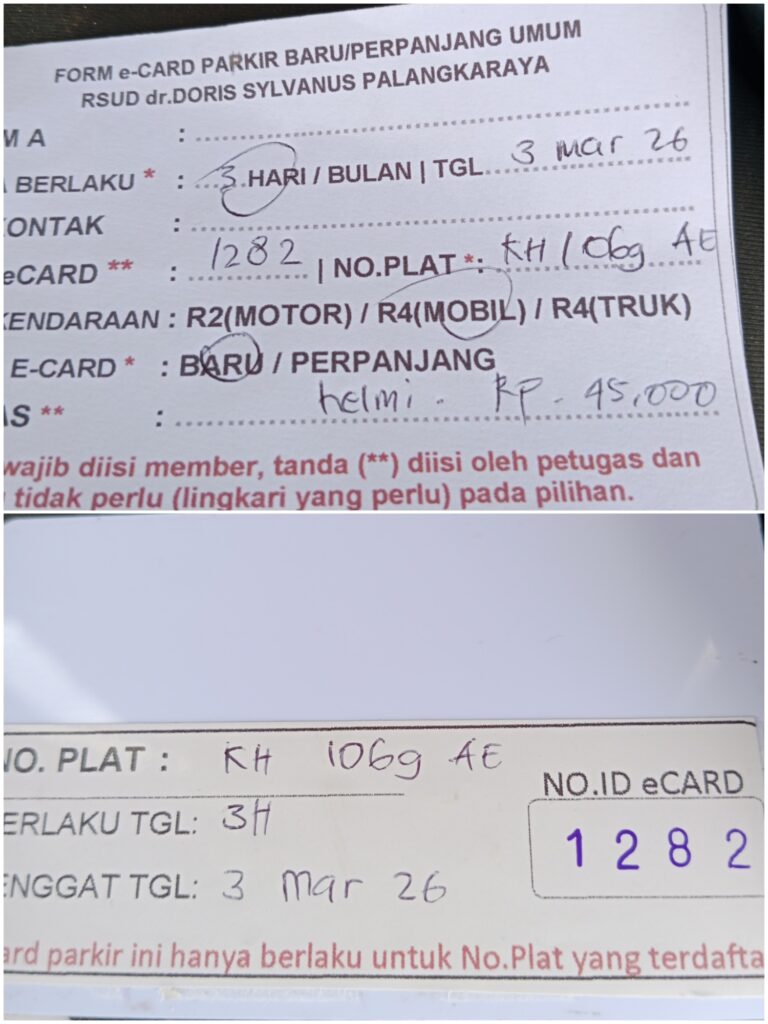 FORM e-CARD PARKIR BARU/PERPANJANG UMUM
RSUD dr.DORIS SYLVANUS PALANGKARAYA
M A :
BERLAKU * : 3 HARI / BULAN | TGL 3 mar 26
ONTAK :
eCARD ** : 1282 | NO.PLAT * : KH 1069 AE
KENDARAAN : R2(MOTOR) / R4(MOBIL) / R4(TRUK)
E-CARD * : BARU / PERPANJANG
AS ** : helmi . RP . 45.000
wajib diisi member, tanda (**) diisi oleh petugas dan
tidak perlu (lingkari yang perlu) pada pilihan.
NO. PLAT : KH 1069 AE
NO.ID eCARD
ERLAKU TGL: 3H
1282
ENGGAT TGL: 3 Mar 26
ard parkir ini hanya berlaku untuk No.Plat yang terdafta